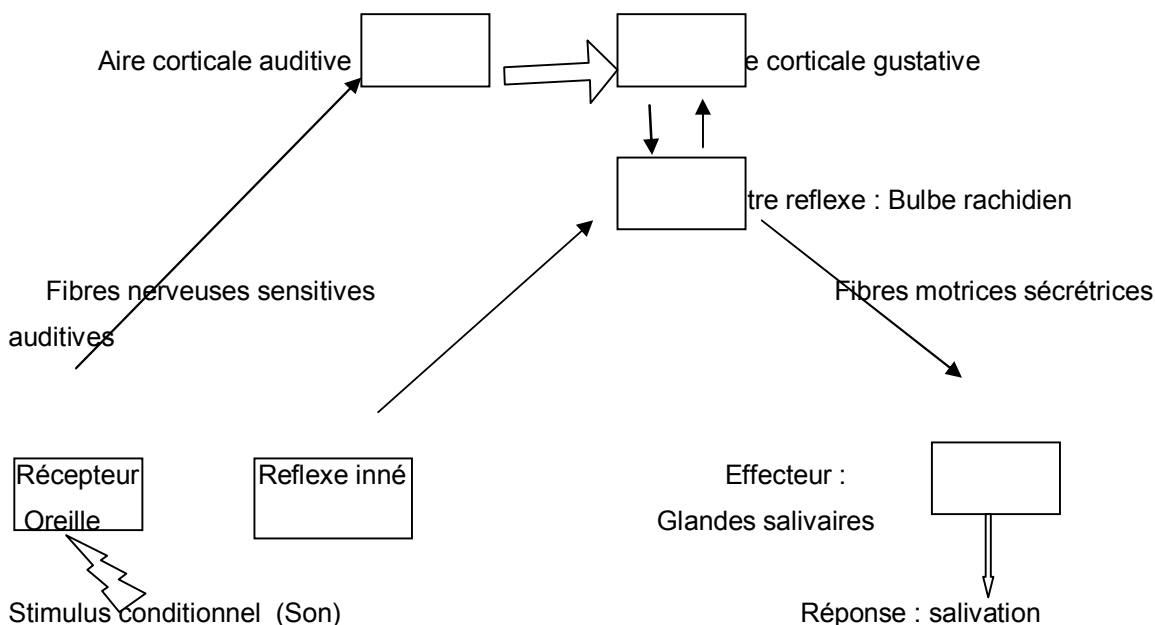 Aire corticale auditive
e corticale gustative
tre reflexe : Bulbe rachidien
Fibres nerveuses sensitives
auditives
Fibres motrices sécrétrices
Récepteur
Oreille
Reflexe inné
Effecteur :
Glandes salivaires
Stimulus conditionnel (Son)
Réponse : salivation